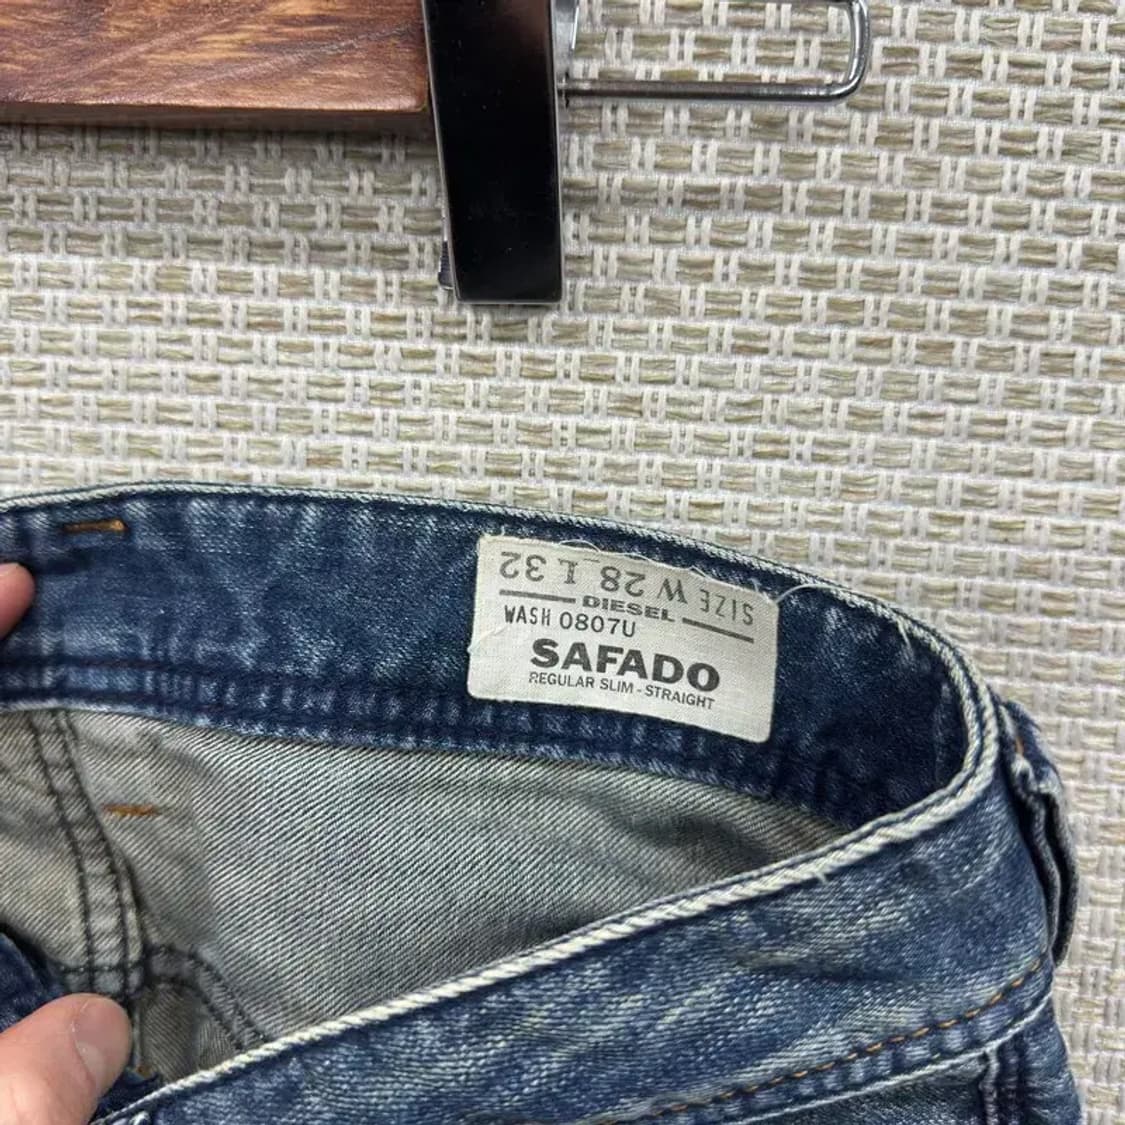 SIZE W 28 L 32
DIESEL
WASH 0807U
SAFADO
REGULAR SLIM - STRAIGHT